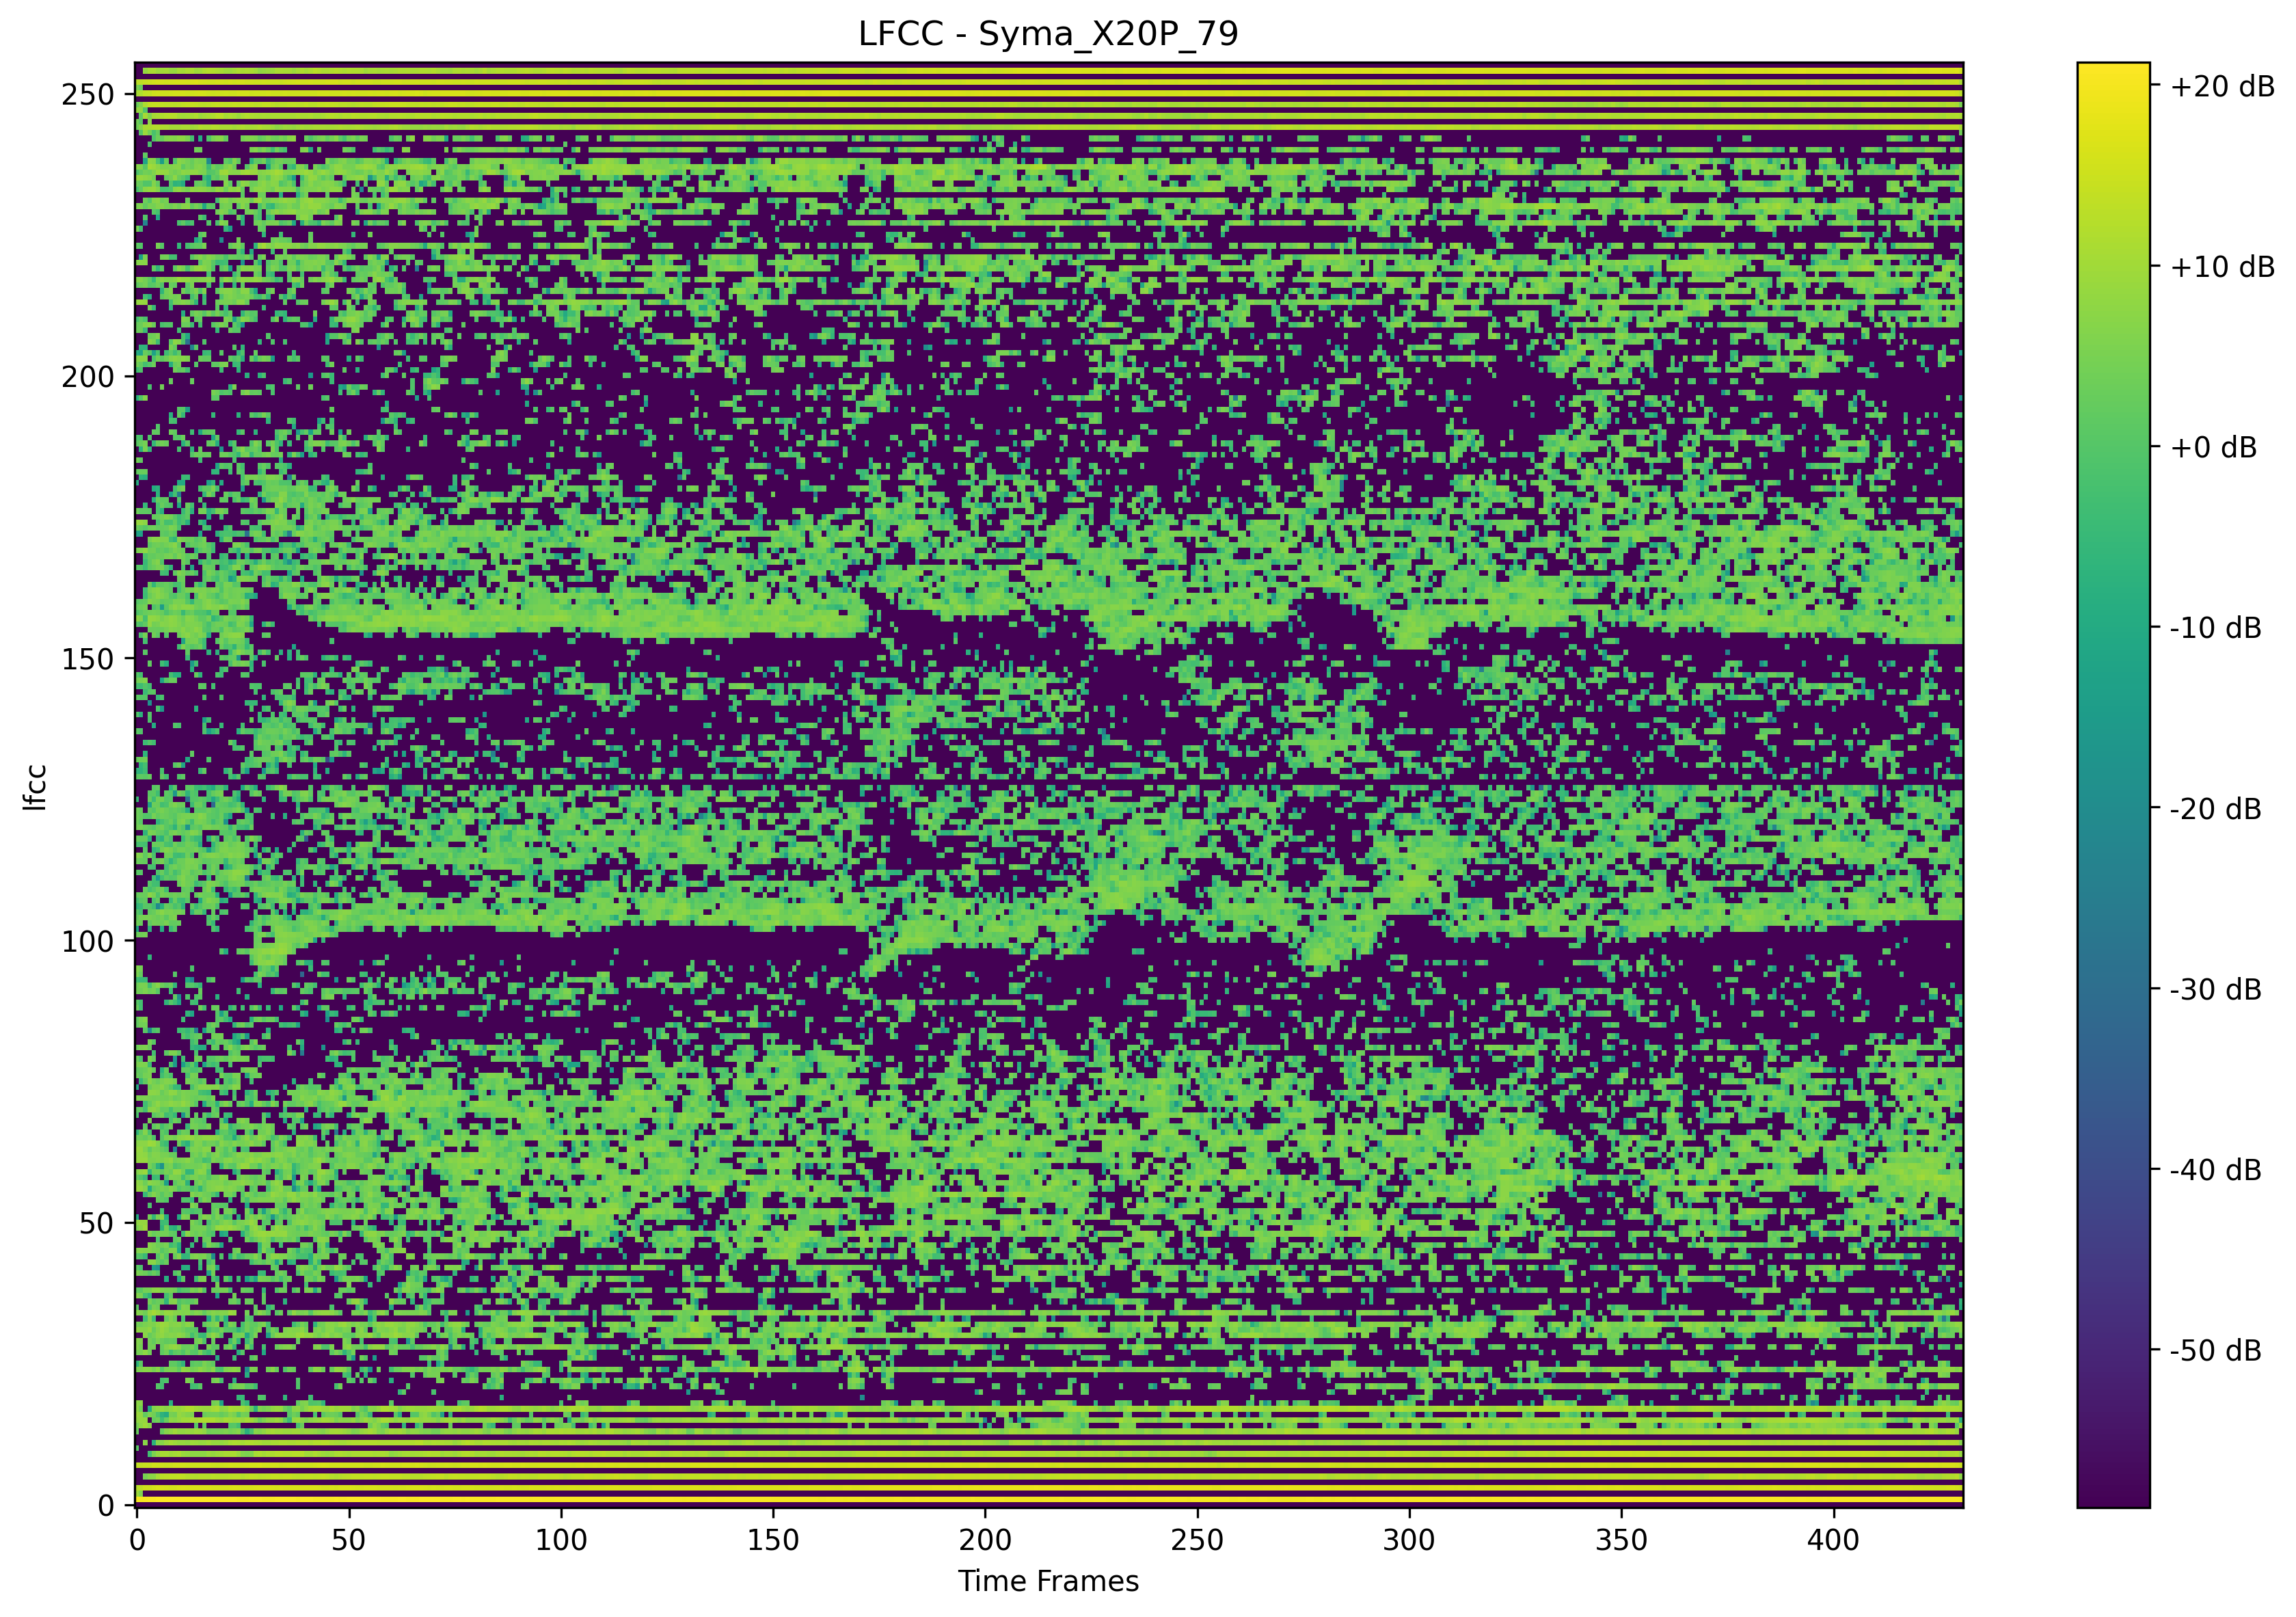 LFCC - Syma_X20P_79
250
200
150
100
50
0
lfcc
0 50 100 150 200 250 300 350 400
Time Frames
+20 dB
+10 dB
+0 dB
-10 dB
-20 dB
-30 dB
-40 dB
-50 dB